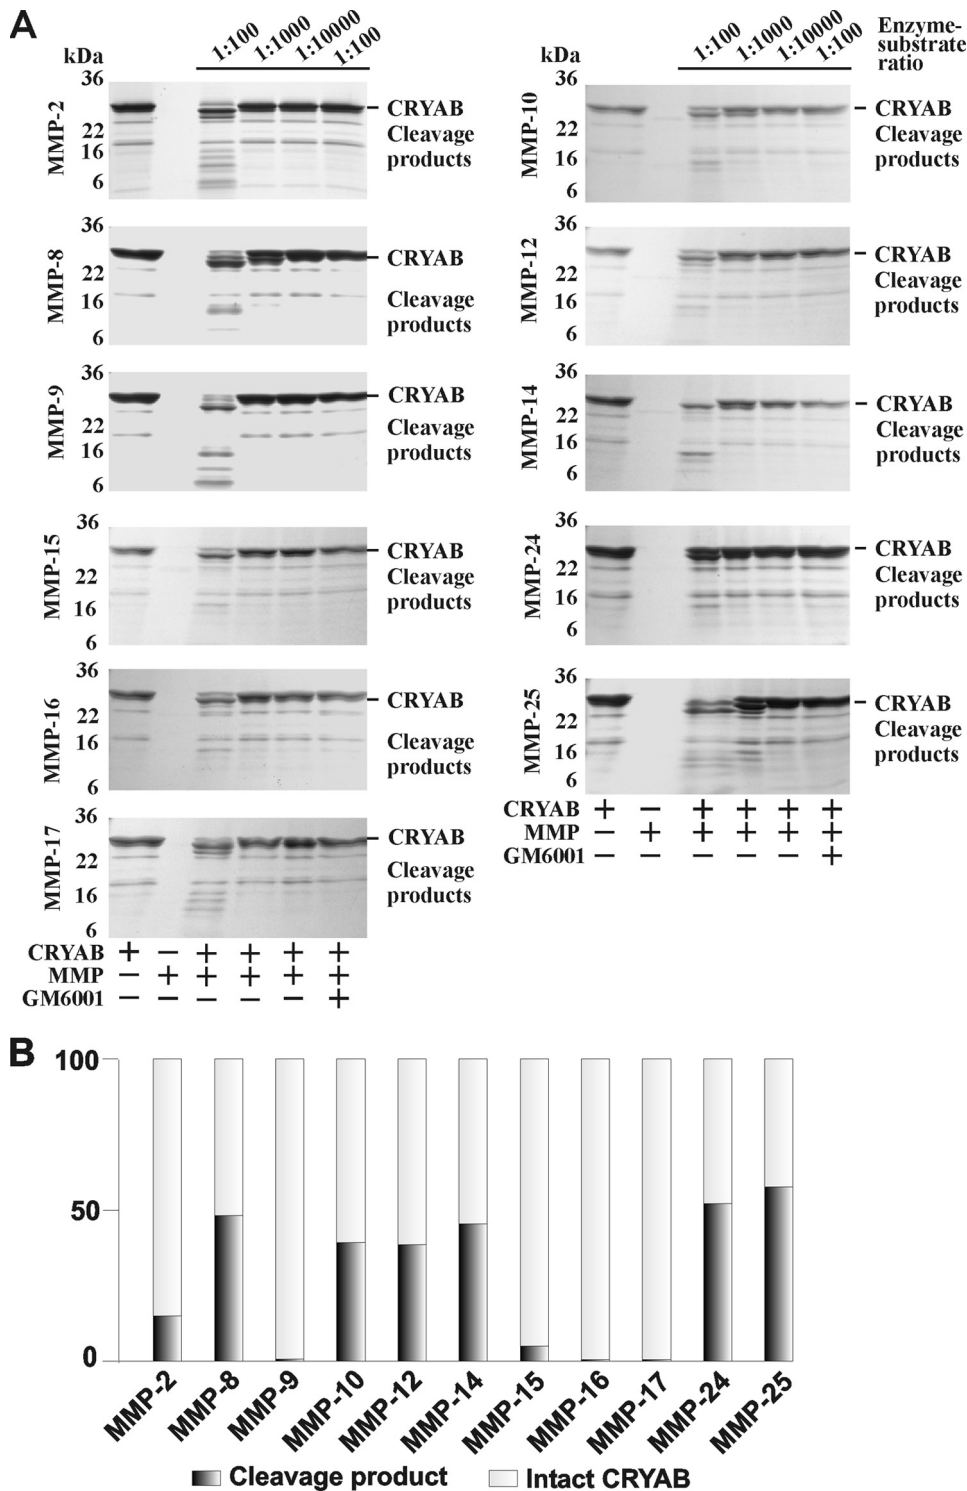 A
1:100 1:1000 1:10000 1:100
1:100 1:1000 1:10000 1:100
Enzyme-
substrate
ratio
kDa
36
22
16
6
MMP-2
CRYAB
Cleavage
products
36
22
16
6
MMP-8
CRYAB
Cleavage
products
36
22
16
6
MMP-9
CRYAB
Cleavage
products
36
22
16
6
MMP-15
CRYAB
Cleavage
products
36
22
16
6
MMP-16
CRYAB
Cleavage
products
36
22
16
6
MMP-17
CRYAB
Cleavage
products
CRYAB + − + + + +
MMP − + + + + +
GM6001 − − − − − +
kDa
36
22
16
6
MMP-10
CRYAB
Cleavage
products
36
22
16
6
MMP-12
CRYAB
Cleavage
products
36
22
16
6
MMP-14
CRYAB
Cleavage
products
36
22
16
6
MMP-24
CRYAB
Cleavage
products
36
22
16
6
MMP-25
CRYAB
Cleavage
products
CRYAB + − + + + +
MMP − + + + + +
GM6001 − − − − − +
B
100
50
0
MMP-2 MMP-8 MMP-9 MMP-10 MMP-12 MMP-14 MMP-15 MMP-16 MMP-17 MMP-24 MMP-25
Cleavage product Intact CRYAB